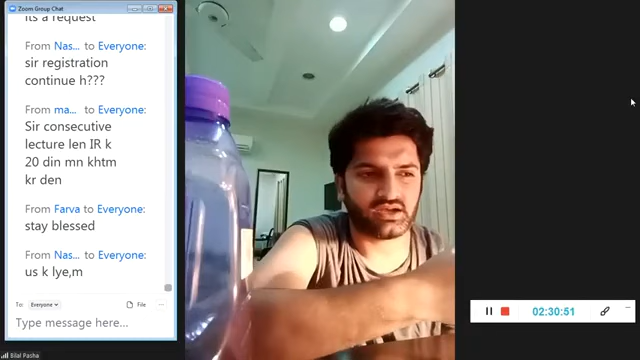 Zoom Group Chat
its a request
From Nas... to Everyone:
sir registration
continue h???
From ma... to Everyone:
Sir consecutive
lecture len IR k
20 din mn khtm
kr den
From Farva to Everyone:
stay blessed
From Nas... to Everyone:
us k lye,m
To: Everyone
File
Type message here...
02:30:51
Bilal Pasha